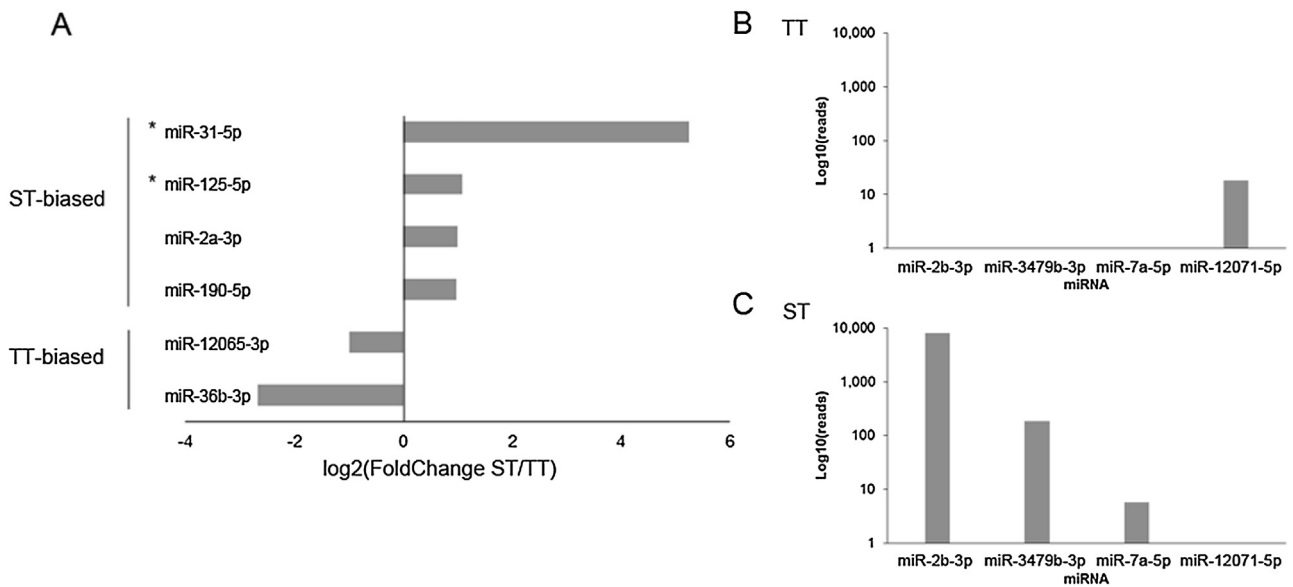 A
ST-biased
* miR-31-5p
* miR-125-5p
miR-2a-3p
miR-190-5p
TT-biased
miR-12065-3p
miR-36b-3p
-4 -2 0 2 4 6
log2(FoldChange ST/TT)
B TT
Log10(reads)
10,000
1,000
100
10
1
miR-2b-3p miR-3479b-3p miR-7a-5p miR-12071-5p
miRNA
C ST
Log10(reads)
10,000
1,000
100
10
1
miR-2b-3p miR-3479b-3p miR-7a-5p miR-12071-5p
miRNA